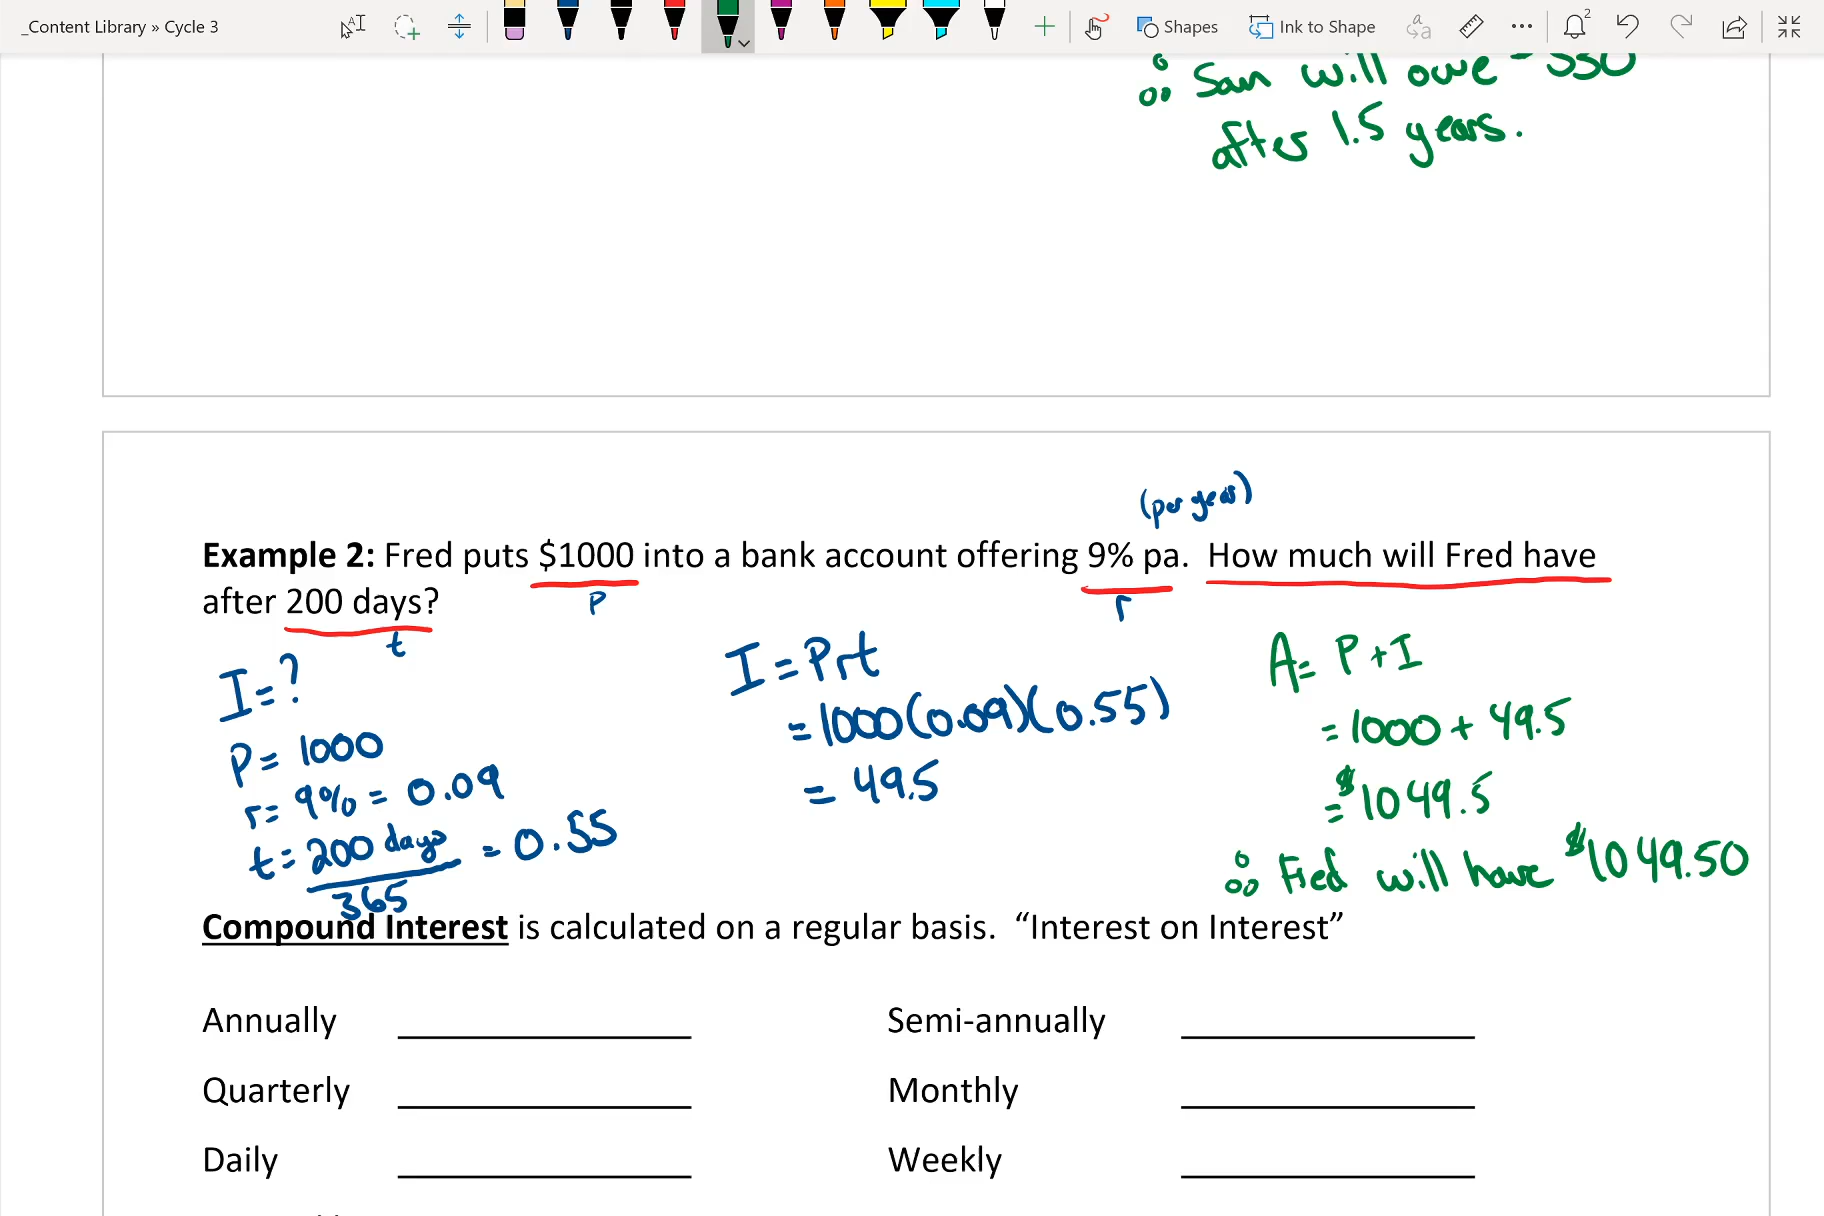 _Content Library » Cycle 3
Shapes
Ink to Shape
2
∴ Sam will owe
after 1.5 years.
(per year)
Example 2: Fred puts $1000 into a bank account offering 9% pa. How much will Fred have
after 200 days?
P
r
t
I = ?
P = 1000
r = 9% = 0.09
t = 200 days = 0.55
365
I = Prt
= 1000(0.09)(0.55)
= 49.5
A = P + I
= 1000 + 49.5
= $1049.5
∴ Fred will have $1049.50
Compound Interest is calculated on a regular basis. “Interest on Interest”
Annually
Semi-annually
Quarterly
Monthly
Daily
Weekly